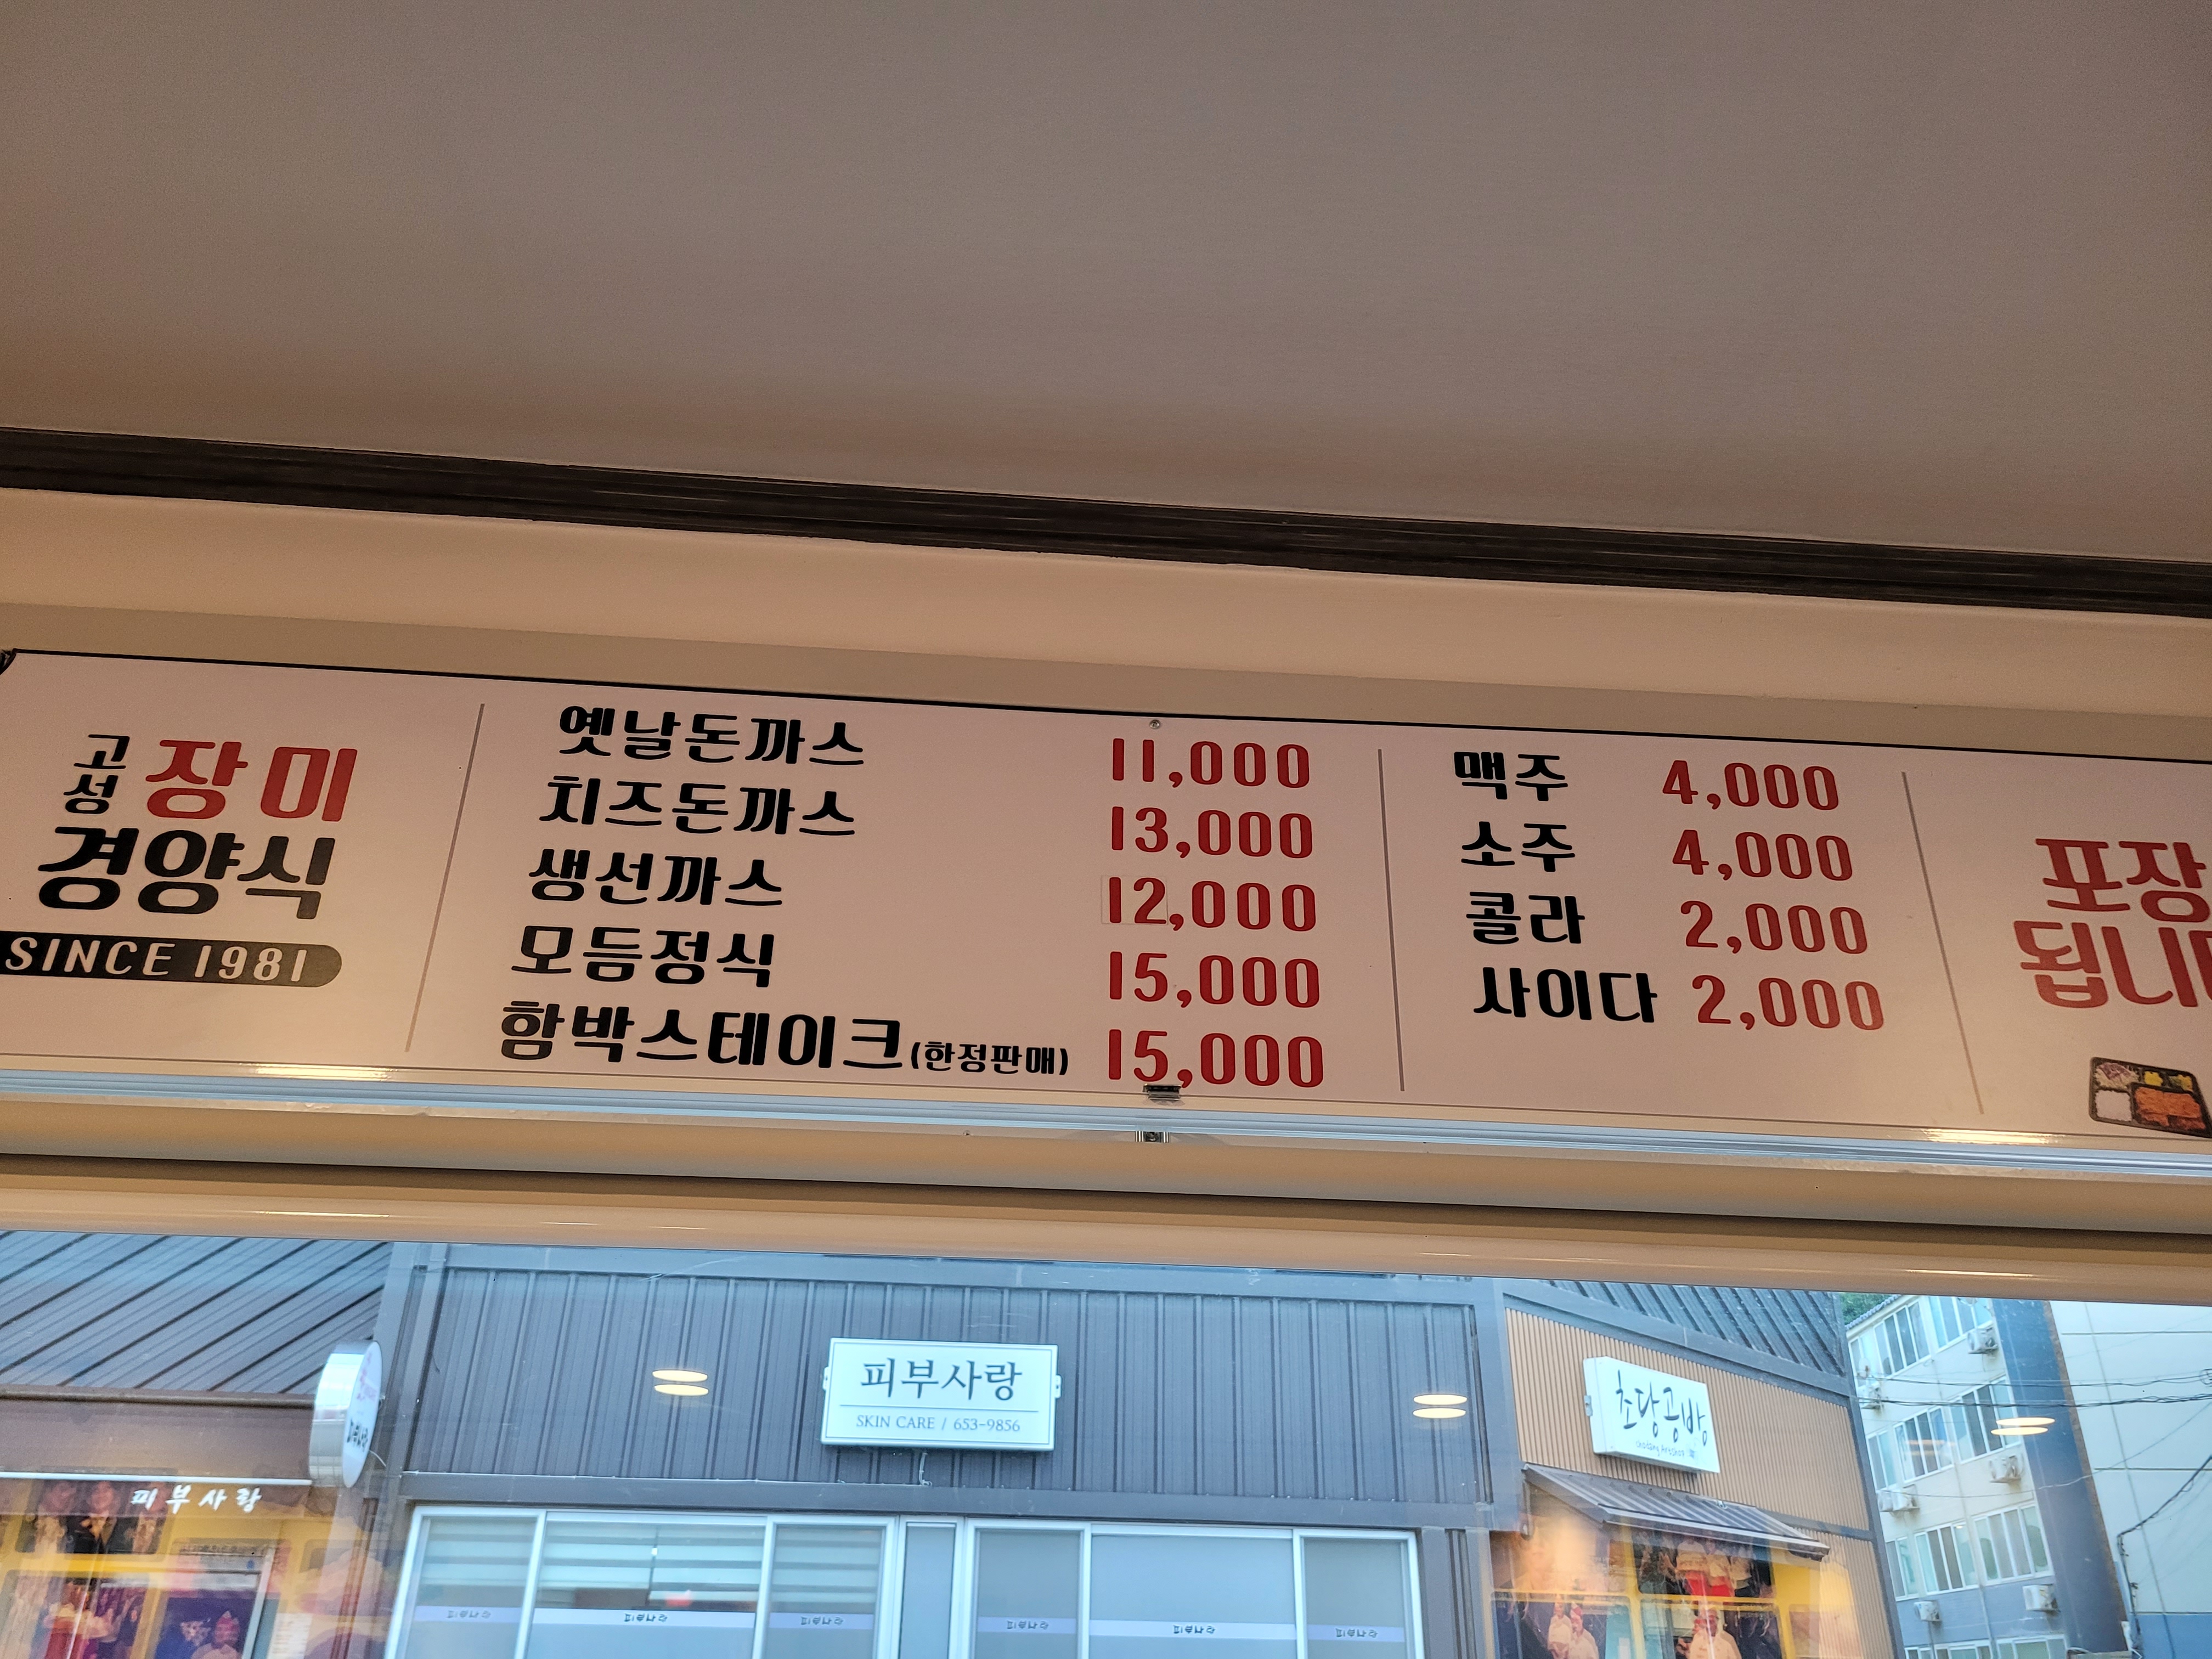 고성 장미
경양식
SINCE 1981
옛날돈까스 11,000
치즈돈까스 13,000
생선까스 12,000
모듬정식 15,000
함박스테이크(한정판매) 15,000
맥주 4,000
소주 4,000
콜라 2,000
사이다 2,000
포장
됩니
피부사랑
SKIN CARE / 653-9856
초당공방
피부사랑